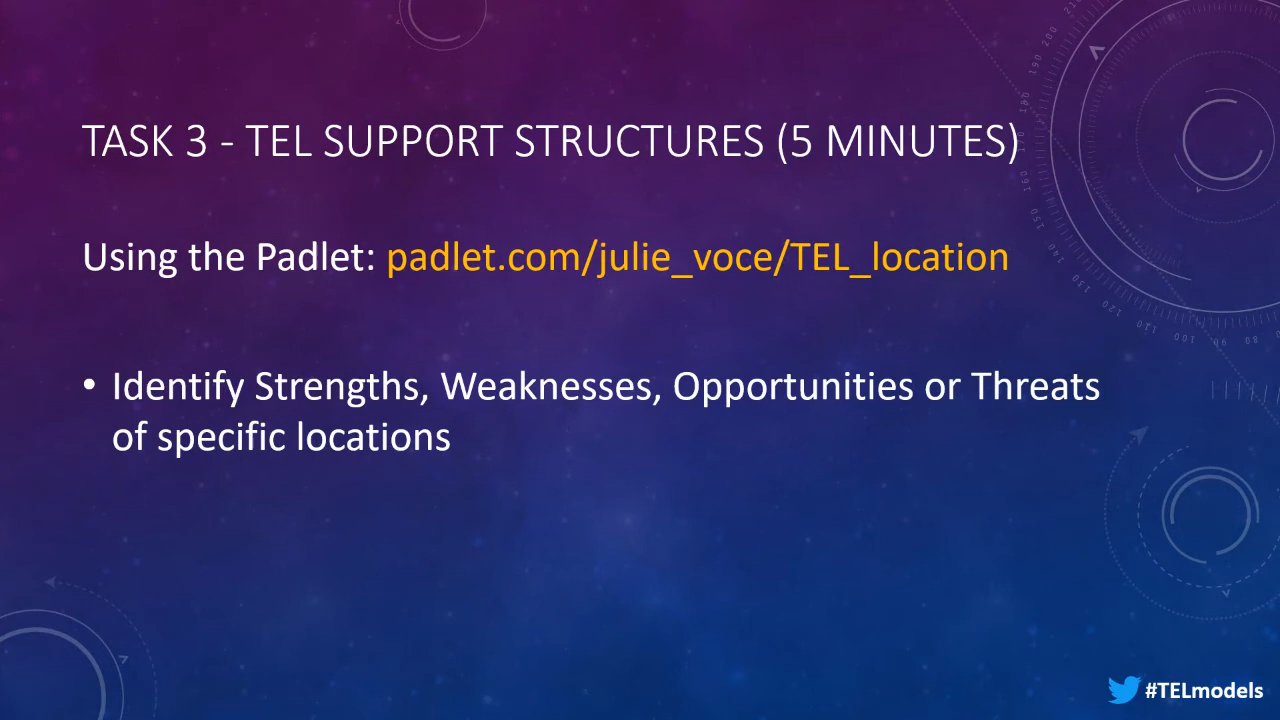 TASK 3 - TEL SUPPORT STRUCTURES (5 MINUTES)
Using the Padlet: padlet.com/julie_voce/TEL_location
• Identify Strengths, Weaknesses, Opportunities or Threats
of specific locations
#TELmodels